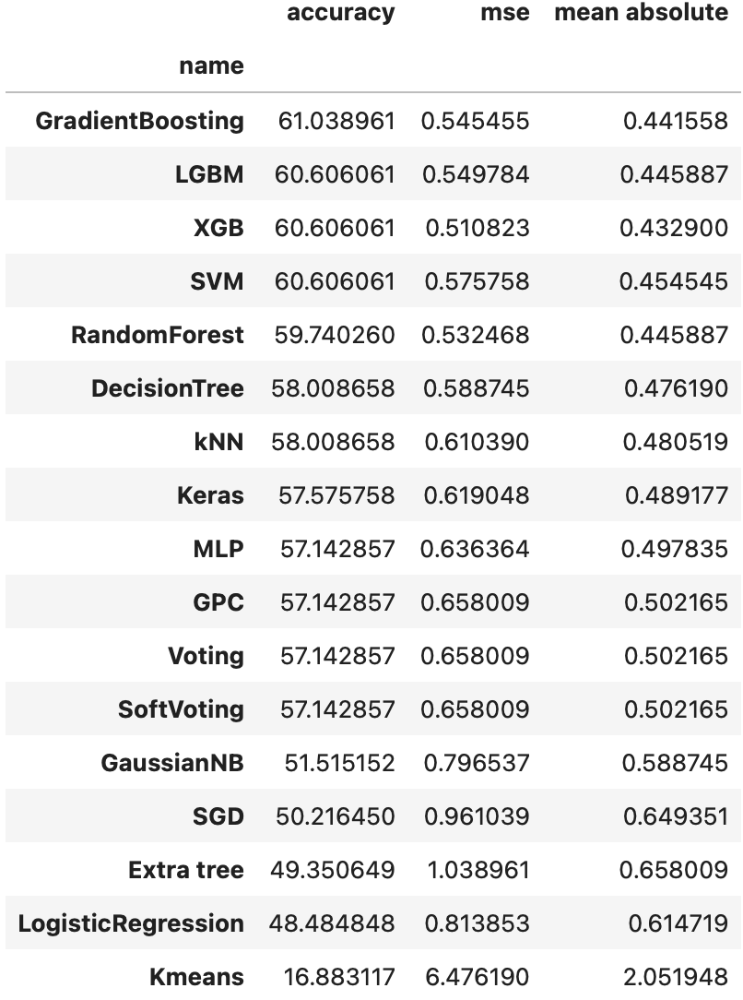 accuracy mse mean absolute
name
GradientBoosting 61.038961 0.545455 0.441558
LGBM 60.606061 0.549784 0.445887
XGB 60.606061 0.510823 0.432900
SVM 60.606061 0.575758 0.454545
RandomForest 59.740260 0.532468 0.445887
DecisionTree 58.008658 0.588745 0.476190
kNN 58.008658 0.610390 0.480519
Keras 57.575758 0.619048 0.489177
MLP 57.142857 0.636364 0.497835
GPC 57.142857 0.658009 0.502165
Voting 57.142857 0.658009 0.502165
SoftVoting 57.142857 0.658009 0.502165
GaussianNB 51.515152 0.796537 0.588745
SGD 50.216450 0.961039 0.649351
Extra tree 49.350649 1.038961 0.658009
LogisticRegression 48.484848 0.813853 0.614719
Kmeans 16.883117 6.476190 2.051948